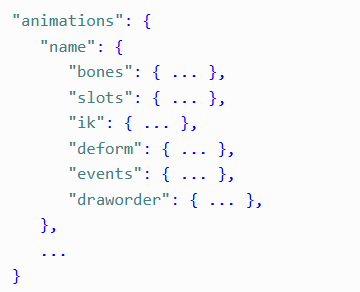 "animations": {
"name": {
"bones": { ... },
"slots": { ... },
"ik": { ... },
"deform": { ... },
"events": { ... },
"draworder": { ... },
},
...
}